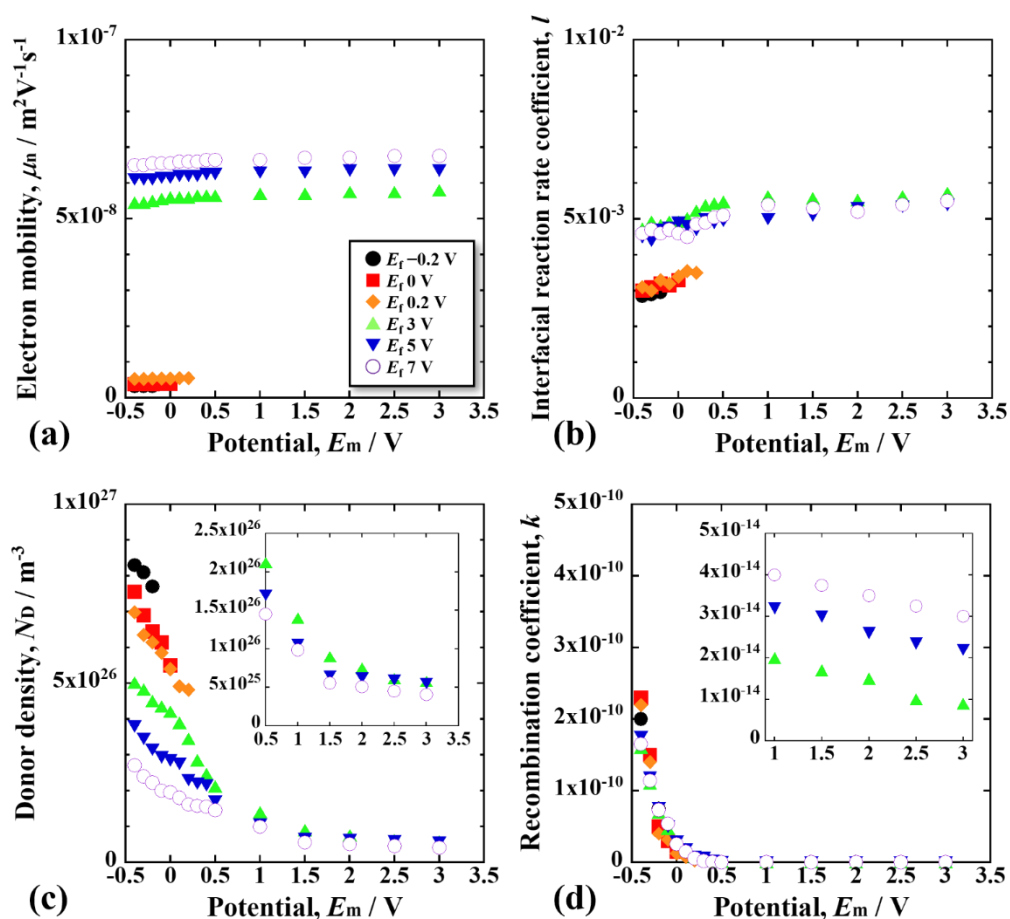 Electron mobility, μn / m²V⁻¹s⁻¹
1x10⁻⁷
5x10⁻⁸
0
-0.5 0 0.5 1 1.5 2 2.5 3 3.5
Ef −0.2 V
Ef 0 V
Ef 0.2 V
Ef 3 V
Ef 5 V
Ef 7 V
(a)
Potential, Em / V
Interfacial reaction rate coefficient, l
1x10⁻²
5x10⁻³
0
-0.5 0 0.5 1 1.5 2 2.5 3 3.5
(b)
Potential, Em / V
Donor density, ND / m⁻³
1x10²⁷
5x10²⁶
0
2.5x10²⁶
2x10²⁶
1.5x10²⁶
1x10²⁶
5x10²⁵
0
0.5 1 1.5 2 2.5 3 3.5
-0.5 0 0.5 1 1.5 2 2.5 3 3.5
(c)
Potential, Em / V
Recombination coefficient, k
5x10⁻¹⁰
4x10⁻¹⁰
3x10⁻¹⁰
2x10⁻¹⁰
1x10⁻¹⁰
0x10⁰
5x10⁻¹⁴
4x10⁻¹⁴
3x10⁻¹⁴
2x10⁻¹⁴
1x10⁻¹⁴
0x10⁰
1 1.5 2 2.5 3
-0.5 0 0.5 1 1.5 2 2.5 3 3.5
(d)
Potential, Em / V